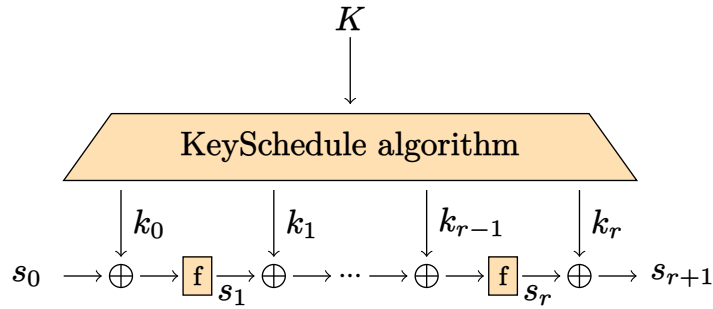 K
KeySchedule algorithm
k₀ k₁ kᵣ₋₁ kᵣ
s₀ f s₁ ... f sᵣ sᵣ₊₁